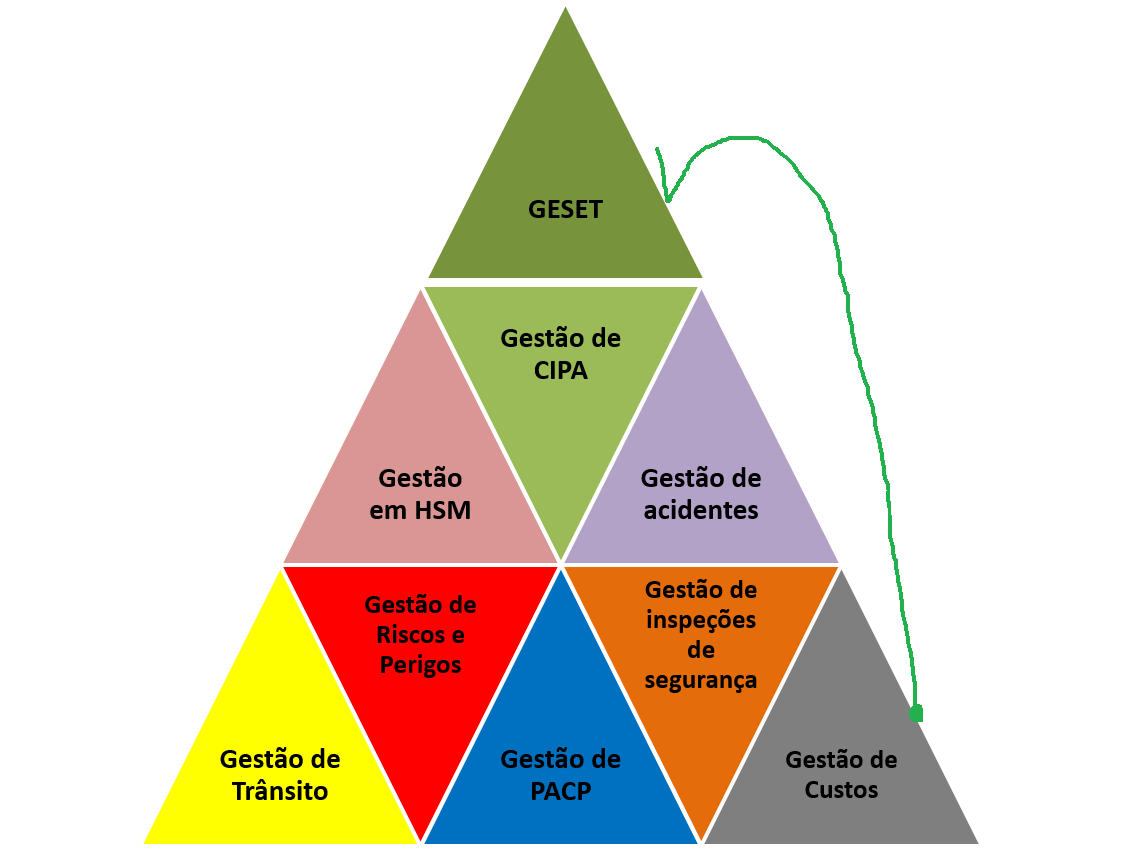 GESET
Gestão de
CIPA
Gestão
em HSM
Gestão de
acidentes
Gestão de
Riscos e
Perigos
Gestão de
inspeções
de
segurança
Gestão de
Trânsito
Gestão de
PACP
Gestão de
Custos